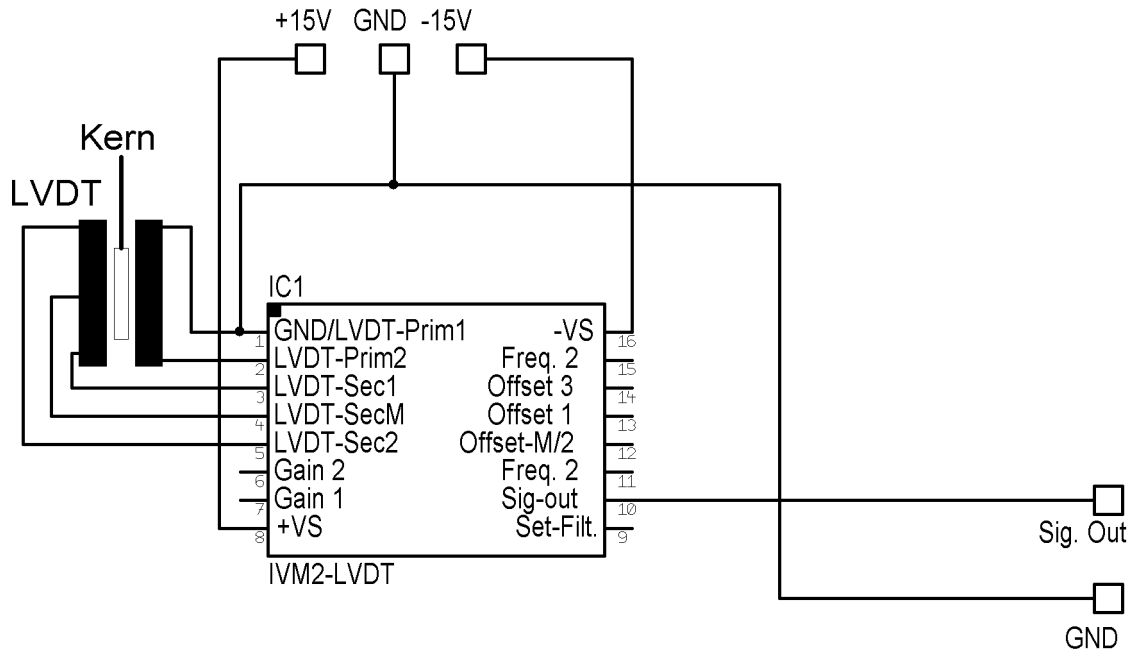 +15V GND -15V
Kern
LVDT
IC1
GND/LVDT-Prim1
-VS
1
16
LVDT-Prim2
Freq. 2
2
15
LVDT-Sec1
Offset 3
3
14
LVDT-SecM
Offset 1
4
13
LVDT-Sec2
Offset-M/2
5
12
Gain 2
Freq. 2
6
11
Gain 1
Sig-out
7
10
+VS
Set-Filt.
8
9
IVM2-LVDT
Sig. Out
GND